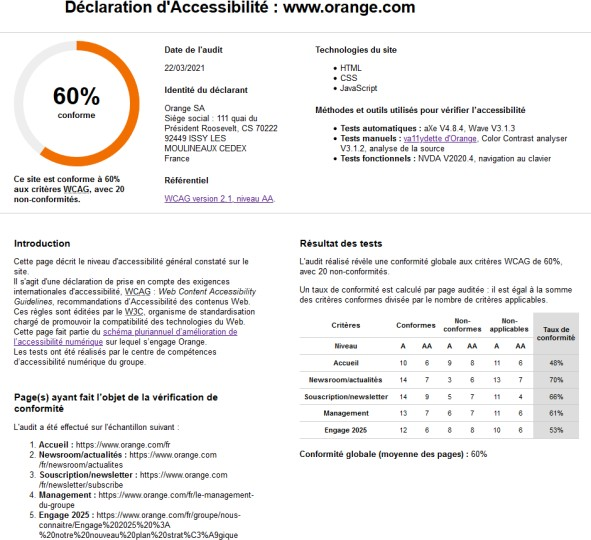 Déclaration d'Accessibilité : www.orange.com
60%
conforme
Ce site est conforme à 60%
aux critères WCAG, avec 20
non-conformités.
Date de l'audit
22/03/2021
Identité du déclarant
Orange SA
Siège social : 111 quai du
Président Roosevelt, CS 70222
92449 ISSY LES
MOULINEAUX CEDEX
France
Référentiel
WCAG version 2.1, niveau AA.
Technologies du site
HTML
CSS
JavaScript
Méthodes et outils utilisés pour vérifier l'accessibilité
Tests automatiques : aXe V4.8.4, Wave V3.1.3
Tests manuels : va11ydette d'Orange, Color Contrast analyser
V3.1.2, analyse de la source
Tests fonctionnels : NVDA V2020.4, navigation au clavier
Introduction
Cette page décrit le niveau d'accessibilité général constaté sur le
site.
Il s'agit d'une déclaration de prise en compte des exigences
internationales d'accessibilité, WCAG : Web Content Accessibility
Guidelines, recommandations d'Accessibilité des contenus Web.
Ces règles sont éditées par le W3C, organisme de standardisation
chargé de promouvoir la compatibilité des technologies du Web.
Cette page fait partie du schéma pluriannuel d'amélioration de
l'accessibilité numérique sur lequel s'engage Orange.
Les tests ont été réalisés par le centre de compétences
d'accessibilité numérique du groupe.
Page(s) ayant fait l'objet de la vérification de
conformité
L'audit a été effectué sur l'échantillon suivant :
1. Accueil : https://www.orange.com/fr
2. Newsroom/actualités : https://www.orange.com
/fr/newsroom/actualites
3. Souscription/newsletter : https://www.orange.com
/fr/newsletter/subscribe
4. Management : https://www.orange.com/fr/le-management-
du-groupe
5. Engage 2025 : https://www.orange.com/fr/groupe/nous-
connaitre/Engage%202025%20%3A
%20notre%20nouveau%20plan%20strat%C3%A9gique
Résultat des tests
L'audit réalisé révèle une conformité globale aux critères WCAG de 60%,
avec 20 non-conformités.
Un taux de conformité est calculé par page auditée : il est égal à la somme
des critères conformes divisée par le nombre de critères applicables.
Critères Conformes Non-conformes Non-applicables Taux de conformité
Niveau A AA A AA A AA
Accueil 10 6 9 8 11 6 48%
Newsroom/actualités 14 7 3 6 13 7 70%
Souscription/newsletter 14 9 5 7 11 4 66%
Management 13 7 6 7 11 6 61%
Engage 2025 12 6 8 8 10 6 53%
Conformité globale (moyenne des pages) : 60%